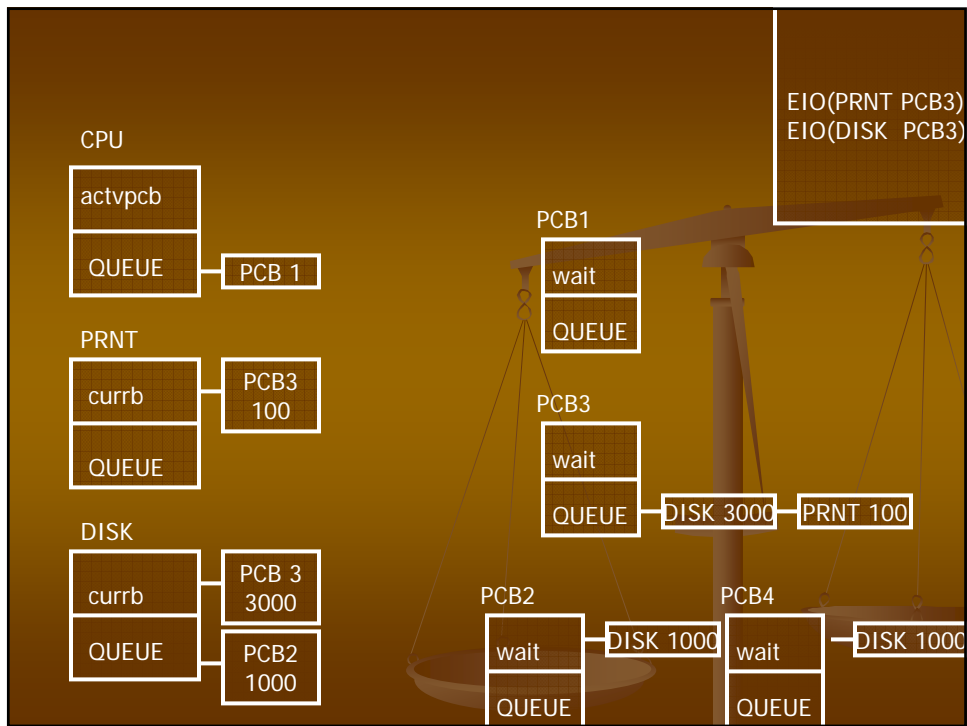 EIO(PRNT PCB3)
EIO(DISK PCB3)
CPU
actvpcb
QUEUE
PCB 1
PRNT
currb
PCB3
100
QUEUE
DISK
currb
PCB 3
3000
QUEUE
PCB2
1000
PCB1
wait
QUEUE
PCB3
wait
QUEUE
DISK 3000
PRNT 100
PCB2
wait
DISK 1000
QUEUE
PCB4
wait
DISK 1000
QUEUE